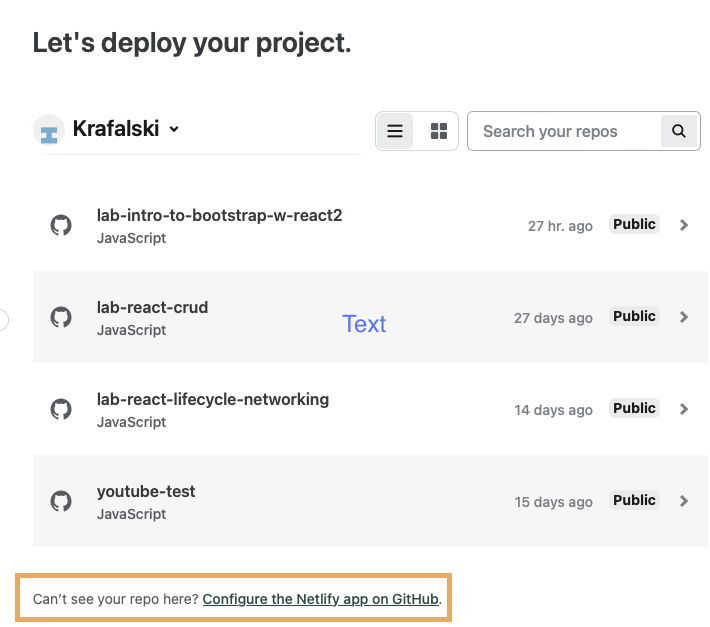 Let's deploy your project.
Krafalski
Search your repos
lab-intro-to-bootstrap-w-react2
JavaScript
27 hr. ago
Public
lab-react-crud
JavaScript
Text
27 days ago
Public
lab-react-lifecycle-networking
JavaScript
14 days ago
Public
youtube-test
JavaScript
15 days ago
Public
Can’t see your repo here? Configure the Netlify app on GitHub.